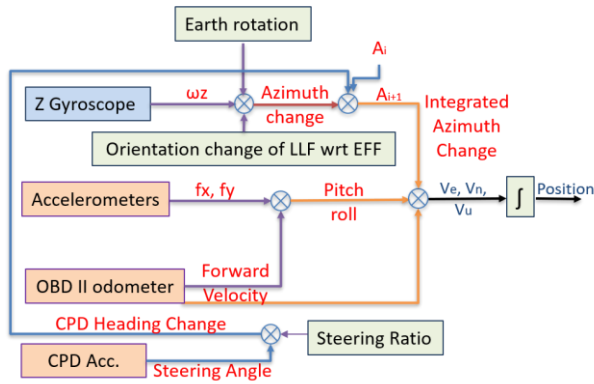 Earth rotation
Ai
Z Gyroscope
ωz
Azimuth
change
Ai+1
Integrated
Azimuth
Change
Orientation change of LLF wrt EFF
Accelerometers
fx, fy
Pitch
roll
Ve, Vn,
Vu
∫
Position
OBD II odometer
Forward
Velocity
CPD Heading Change
Steering Ratio
CPD Acc.
Steering Angle